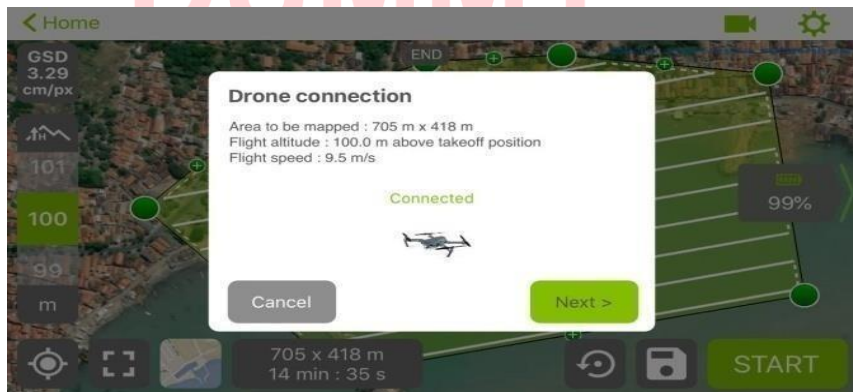 Home
GSD
3.29
cm/px
END
Drone connection
Area to be mapped : 705 m x 418 m
Flight altitude : 100.0 m above takeoff position
Flight speed : 9.5 m/s
Connected
101
100
99
m
99%
Cancel
Next >
705 x 418 m
14 min : 35 s
START